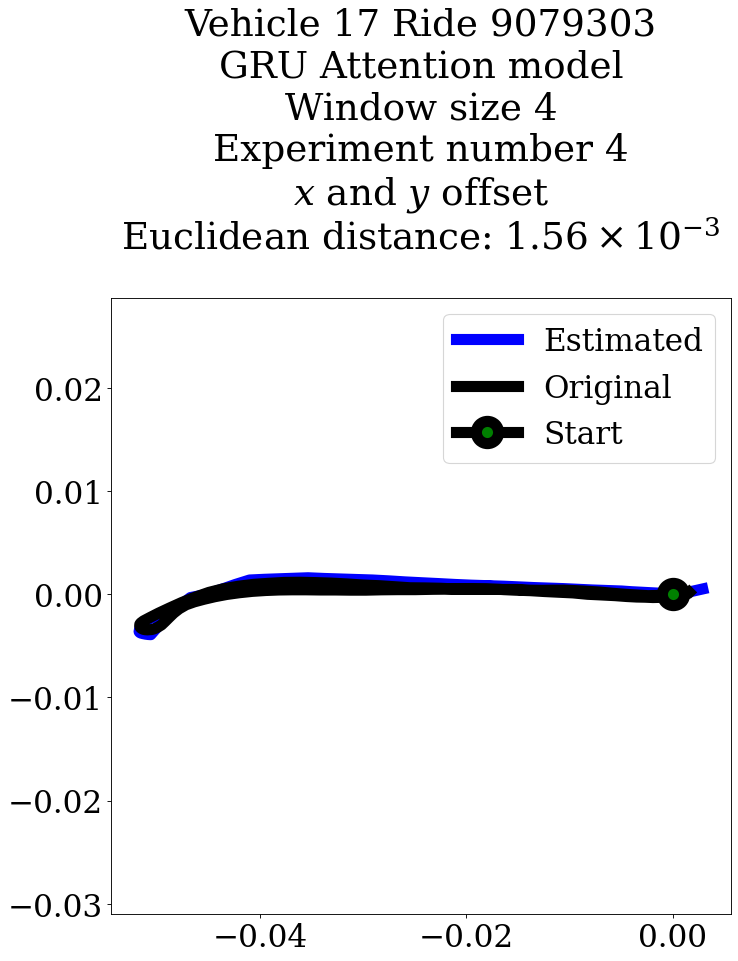 Vehicle 17 Ride 9079303
GRU Attention model
Window size 4
Experiment number 4
x and y offset
Euclidean distance: 1.56 × 10⁻³
Estimated
Original
Start
0.02
0.01
0.00
−0.01
−0.02
−0.03
−0.04
−0.02
0.00